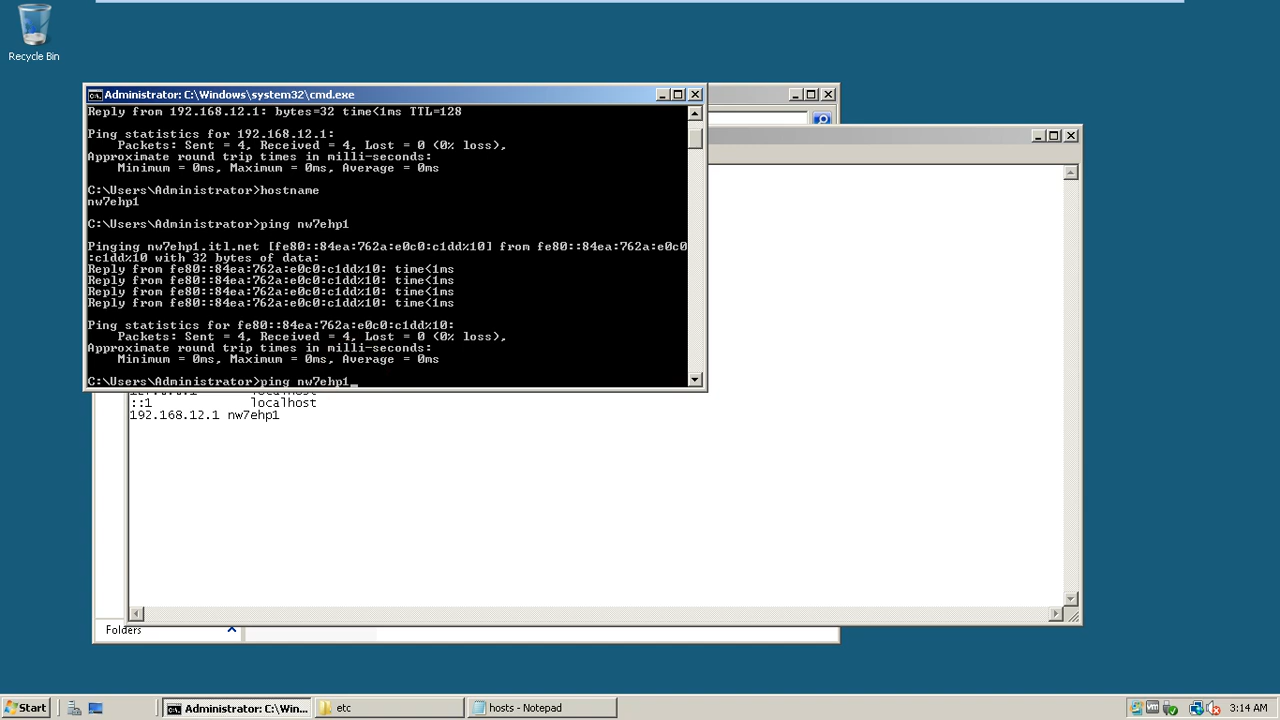 Recycle Bin
Administrator: C:\Windows\system32\cmd.exe
Reply from 192.168.12.1: bytes=32 time<1ms TTL=128
Ping statistics for 192.168.12.1:
Packets: Sent = 4, Received = 4, Lost = 0 (0% loss),
Approximate round trip times in milli-seconds:
Minimum = 0ms, Maximum = 0ms, Average = 0ms
C:\Users\Administrator>hostname
nw7ehp1
C:\Users\Administrator>ping nw7ehp1
Pinging nw7ehp1.itl.net [fe80::84ea:762a:e0c0:c1dd%10] from fe80::84ea:762a:e0c0
:c1dd%10 with 32 bytes of data:
Reply from fe80::84ea:762a:e0c0:c1dd%10: time<1ms
Reply from fe80::84ea:762a:e0c0:c1dd%10: time<1ms
Reply from fe80::84ea:762a:e0c0:c1dd%10: time<1ms
Reply from fe80::84ea:762a:e0c0:c1dd%10: time<1ms
Ping statistics for fe80::84ea:762a:e0c0:c1dd%10:
Packets: Sent = 4, Received = 4, Lost = 0 (0% loss),
Approximate round trip times in milli-seconds:
Minimum = 0ms, Maximum = 0ms, Average = 0ms
C:\Users\Administrator>ping nw7ehp1_
::1 localhost
192.168.12.1 nw7ehp1
Folders
Start
Administrator: C:\Win...
etc
hosts - Notepad
3:14 AM